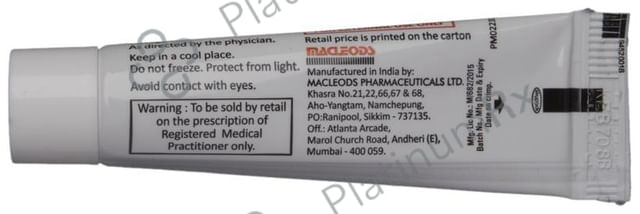 As directed by the physician.
Keep in a cool place.
Do not freeze. Protect from light.
Avoid contact with eyes.
Warning : To be sold by retail
on the prescription of
Registered Medical
Practitioner only.
USE ONLY
Retail price is printed on the carton
MACLEODS
Manufactured in India by:
MACLEODS PHARMACEUTICALS LTD.
Khasra No.21,22,66,67 & 68,
Aho-Yangtam, Namchepung,
PO:Ranipool, Sikkim - 737135.
Off.: Atlanta Arcade,
Marol Church Road, Andheri (E),
Mumbai - 400 059.
Mfg. Lic No.: M/682/2015
Batch No., Mfg Date & Expiry
Date on crimp.
Platinumrx